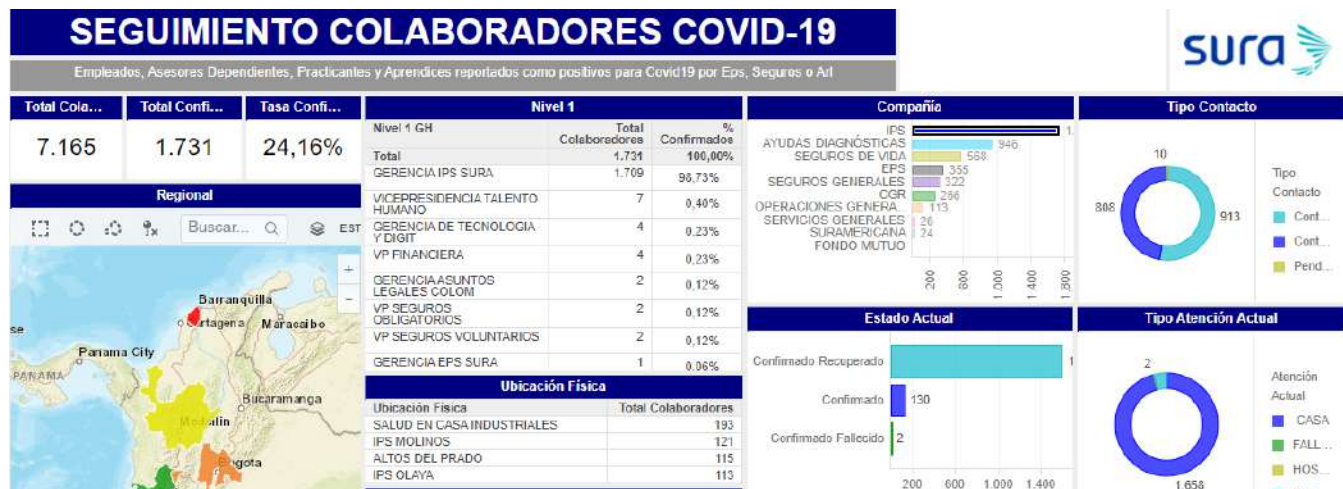 SEGUIMIENTO COLABORADORES COVID-19
Empleados, Asesores Dependientes, Practicantes y Aprendices reportados como positivos para Covid19 por Eps, Seguros o Arl
sura
Total Cola...
7.165
Total Confi...
1.731
Tasa Confi...
24,16%
Regional
Buscar...
EST
+
−
Barranquilla
Cartagena
Maracaibo
Panama City
PANAMA
Bucaramanga
Medellin
Bogota
Nivel 1
Nivel 1 GH Total Colaboradores % Confirmados
Total 1.731 100,00%
GERENCIA IPS SURA 1.709 98,73%
VICEPRESIDENCIA TALENTO HUMANO 7 0,40%
GERENCIA DE TECNOLOGIA Y DIGIT 4 0,23%
VP FINANCIERA 4 0,23%
GERENCIA ASUNTOS LEGALES COLOM 2 0,12%
VP SEGUROS OBLIGATORIOS 2 0,12%
VP SEGUROS VOLUNTARIOS 2 0,12%
GERENCIA EPS SURA 1 0,06%
Ubicación Física
Ubicación Física Total Colaboradores
SALUD EN CASA INDUSTRIALES 193
IPS MOLINOS 121
ALTOS DEL PRADO 115
IPS OLAYA 113
Compañía
IPS 1.
AYUDAS DIAGNÓSTICAS 946
SEGUROS DE VIDA 568
EPS 355
SEGUROS GENERALES 322
CGR 266
OPERACIONES GENERA... 113
SERVICIOS GENERALES 26
SURAMERICANA 24
FONDO MUTUO
200 600 1.000 1.400 1.800
Estado Actual
Confirmado Recuperado 1
Confirmado 130
Confirmado Fallecido 2
200 600 1.000 1.400
Tipo Contacto
10
808
913
Tipo Contacto
Cont...
Cont...
Pend...
Tipo Atención Actual
2
1.658
Atención Actual
CASA
FALL...
HOS...